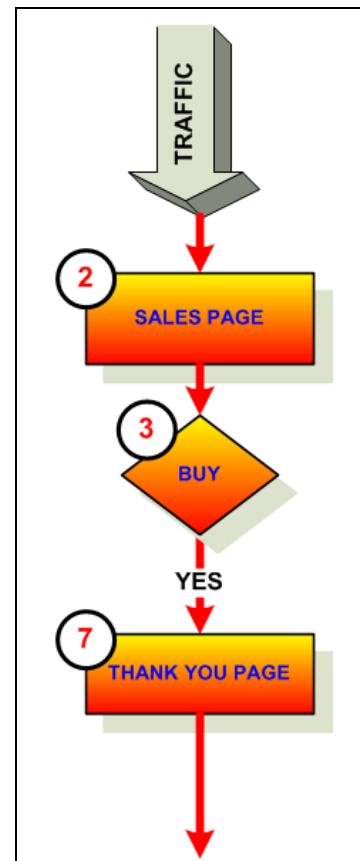 TRAFFIC
2
SALES PAGE
3
BUY
YES
7
THANK YOU PAGE